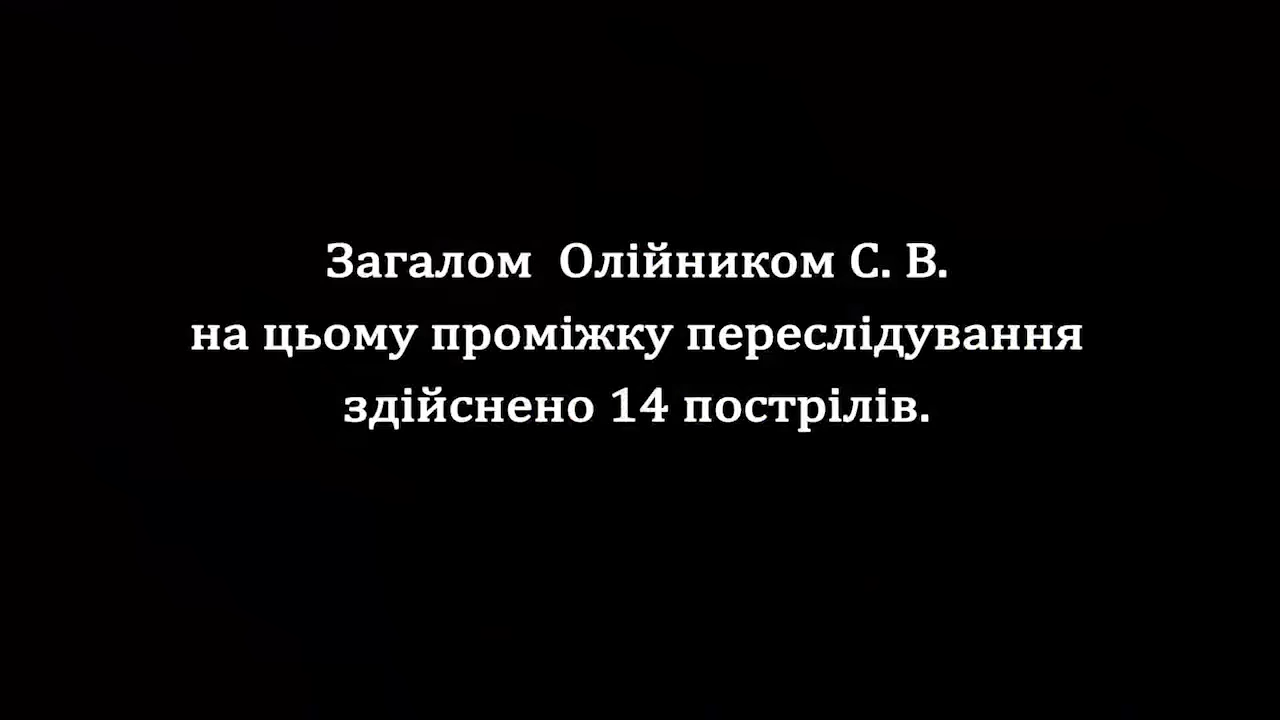 Загалом  Олійником С. В.
на цьому проміжку переслідування
здійснено 14 пострілів.